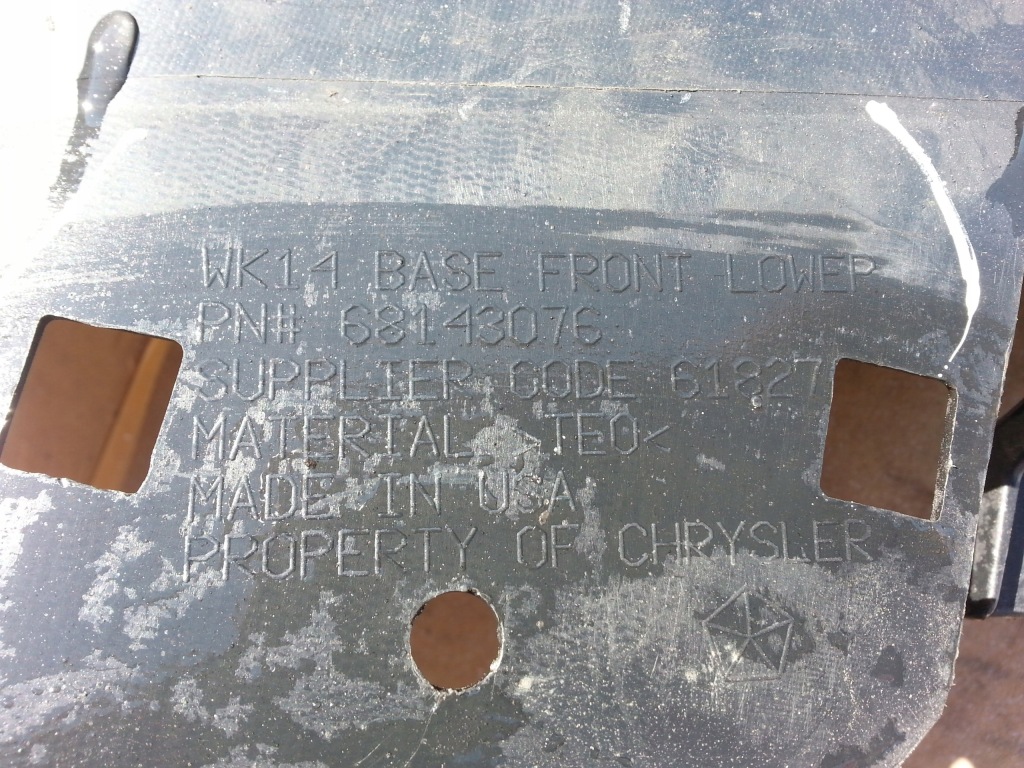 WK14 BASE FRONT LOWER
PN# 68143076
SUPPLIER CODE 61827
MATERIAL >TEO<
MADE IN USA
PROPERTY OF CHRYSLER